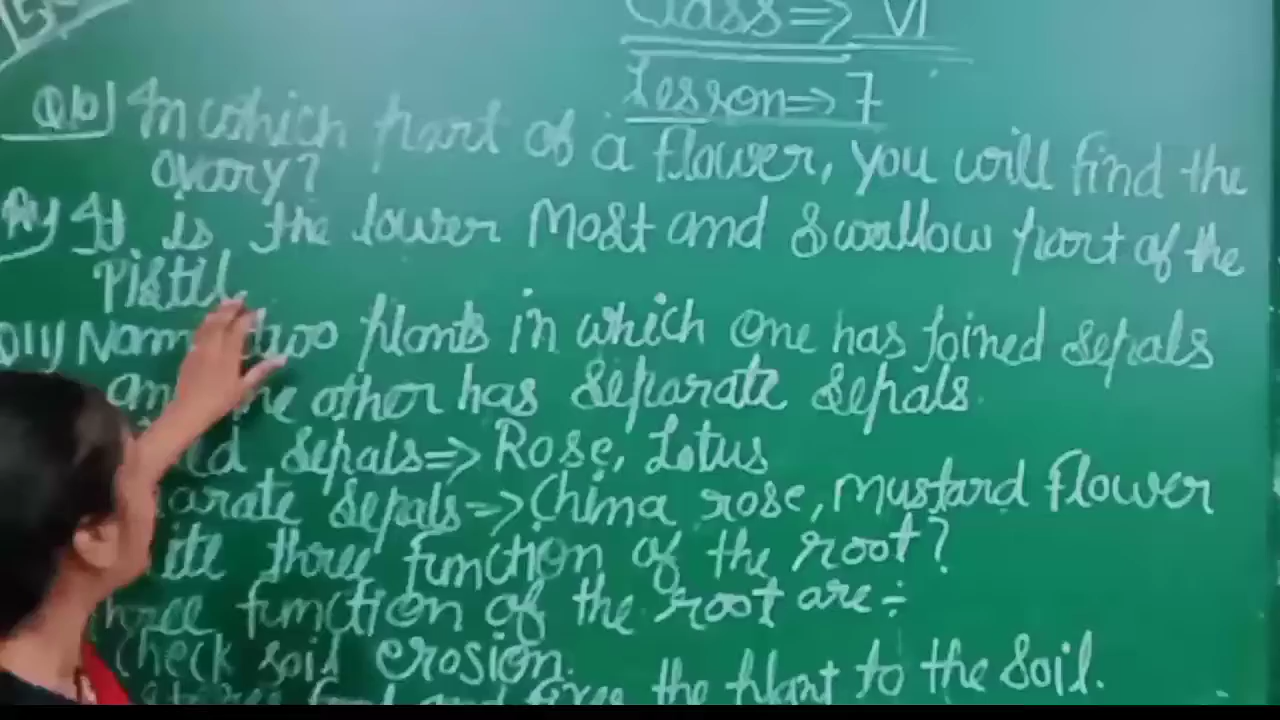 Class => VI
Lesson => 7
Q10) In which part of a flower, you will find the
ovary?
A) It is the lower most and Swallow part of the
Pistil
Q11) Name two plants in which one has Joined Sepals
other has Separate Sepals.
Sepals => Rose, Lotus
Sepals => China rose, mustard flower
three function of the root?
function of the root are :-
Check soil erosion.
food and fixes the plant to the Soil.